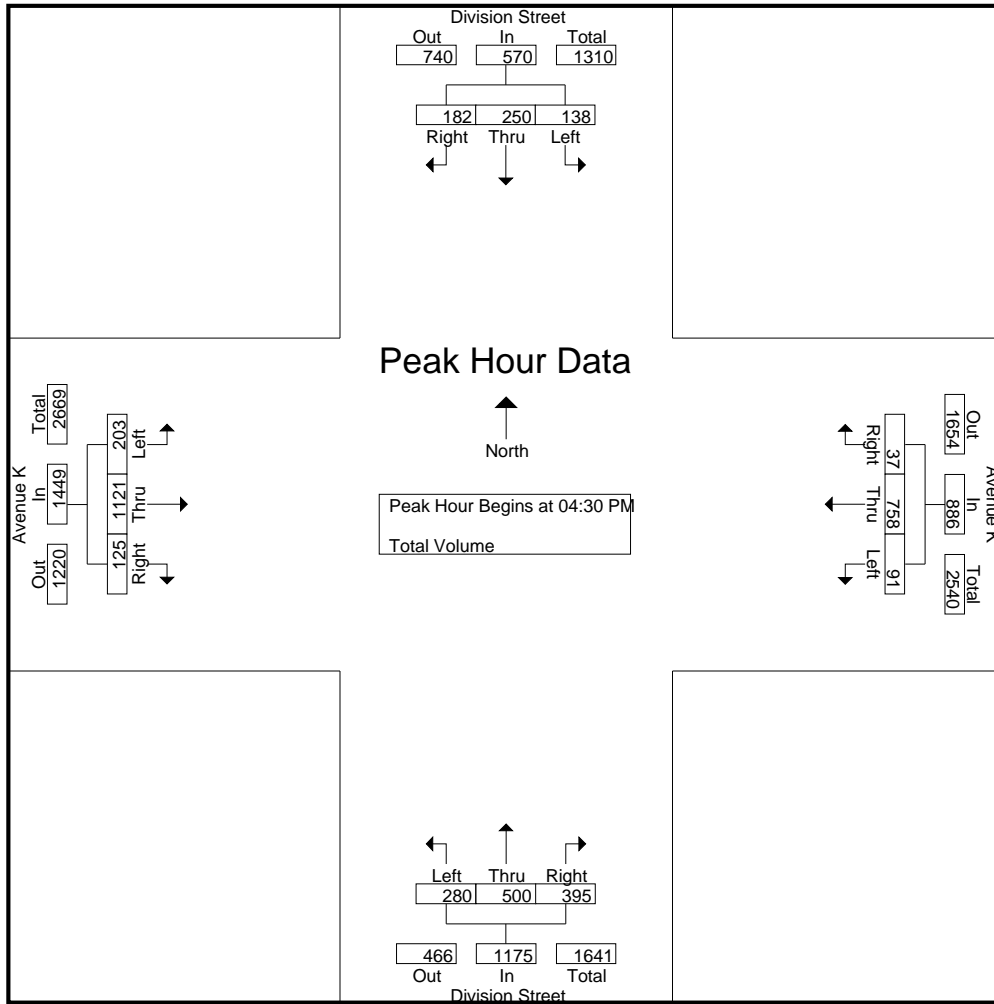 Division Street
Out In Total
740 570 1310
182 250 138
Right Thru Left
Peak Hour Data
North
Peak Hour Begins at 04:30 PM
Total Volume
Avenue K
Out In Total
1220 1449 2669
125 1121 203
Right Thru Left
Avenue K
Out In Total
1654 886 2540
37 758 91
Right Thru Left
Left Thru Right
280 500 395
466 1175 1641
Out In Total
Division Street